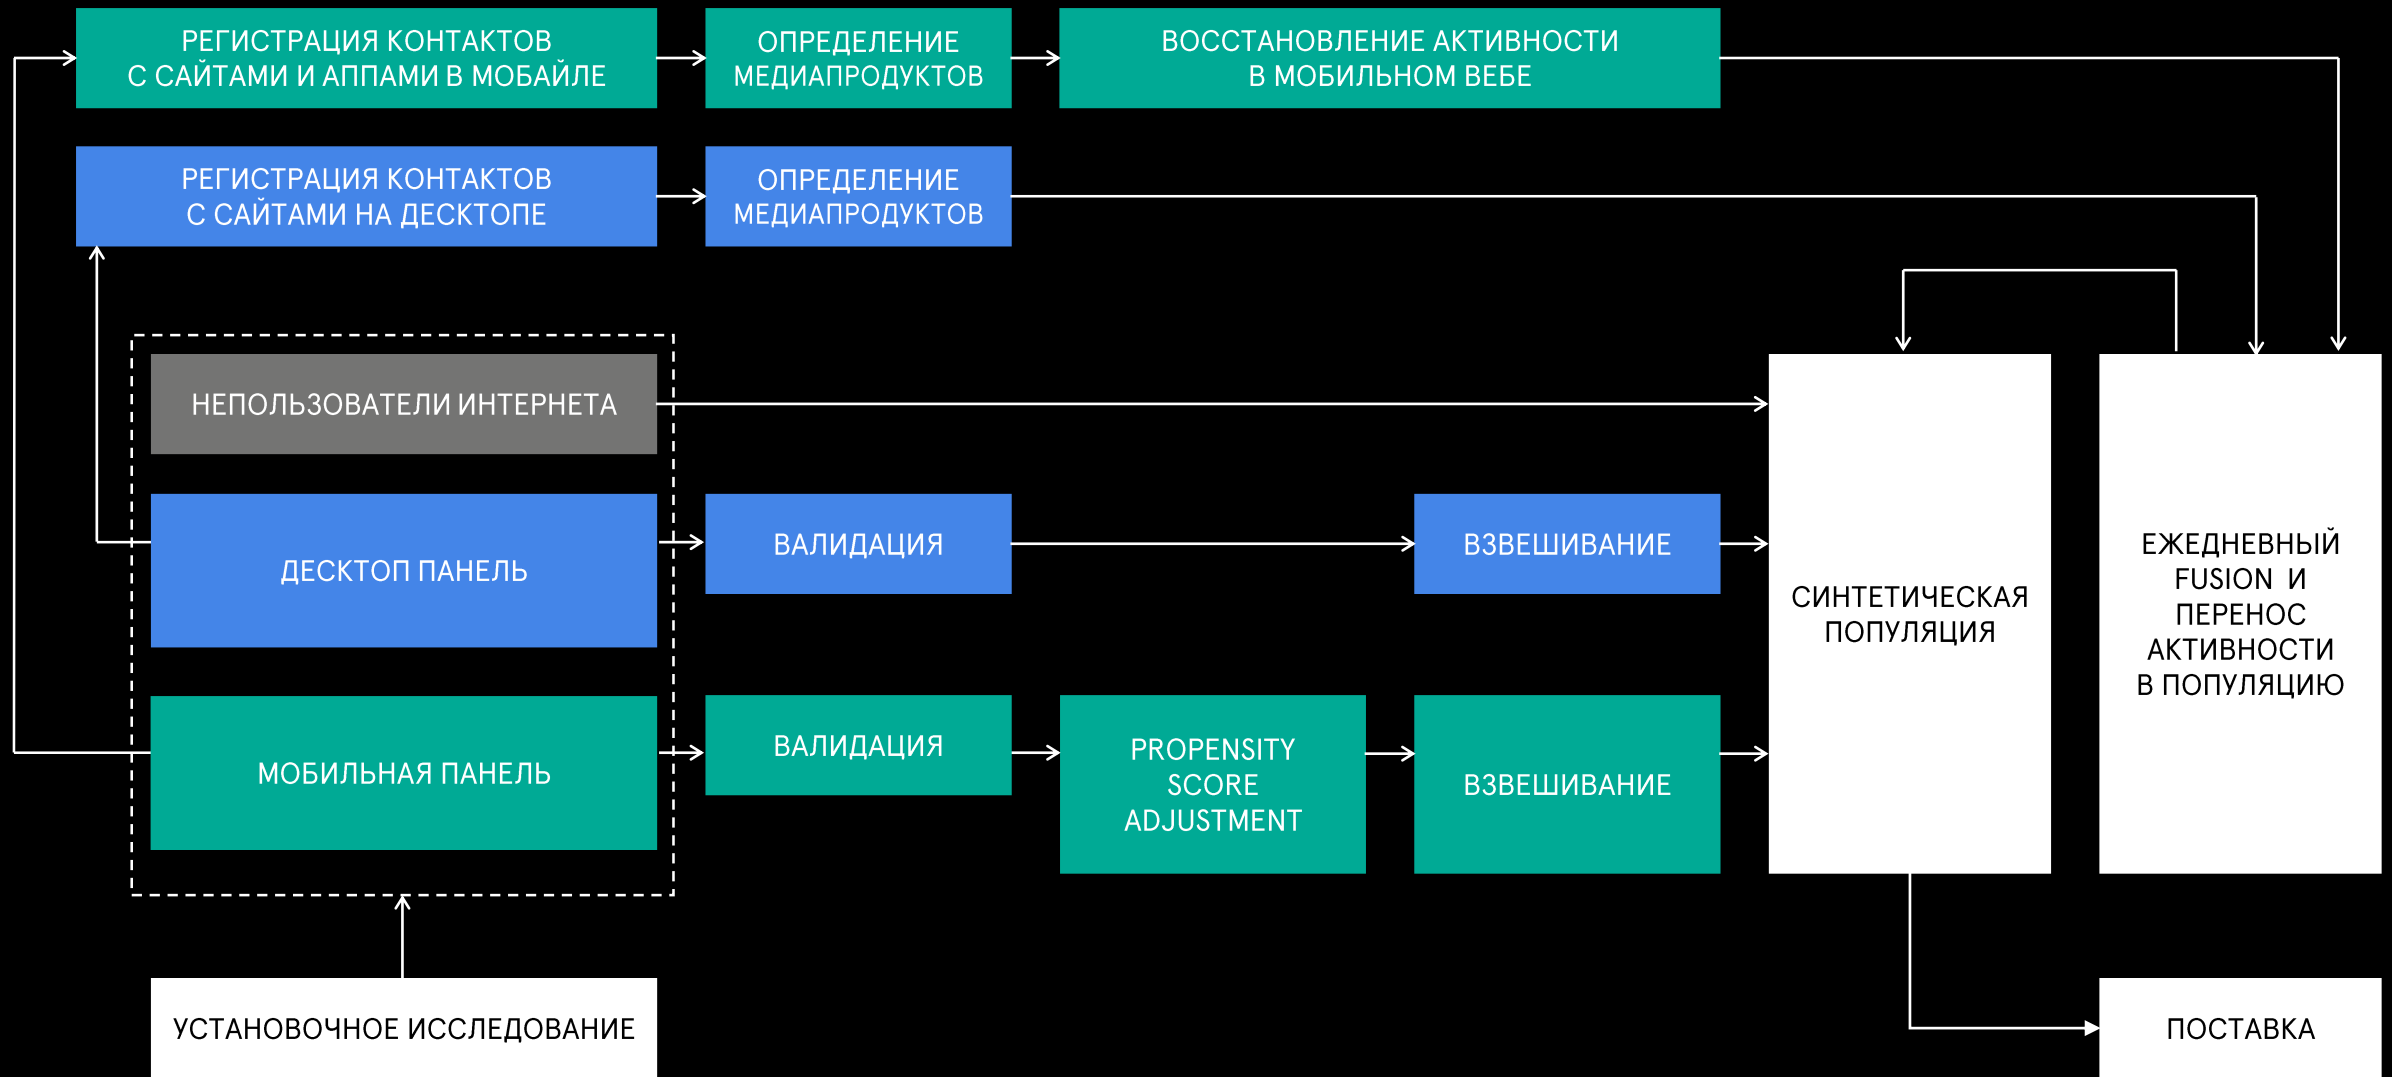 РЕГИСТРАЦИЯ КОНТАКТОВ
С САЙТАМИ И АППАМИ В МОБАЙЛЕ
ОПРЕДЕЛЕНИЕ
МЕДИАПРОДУКТОВ
ВОССТАНОВЛЕНИЕ АКТИВНОСТИ
В МОБИЛЬНОМ ВЕБЕ
РЕГИСТРАЦИЯ КОНТАКТОВ
С САЙТАМИ НА ДЕСКТОПЕ
ОПРЕДЕЛЕНИЕ
МЕДИАПРОДУКТОВ
НЕПОЛЬЗОВАТЕЛИ ИНТЕРНЕТА
ДЕСКТОП ПАНЕЛЬ
ВАЛИДАЦИЯ
ВЗВЕШИВАНИЕ
МОБИЛЬНАЯ ПАНЕЛЬ
ВАЛИДАЦИЯ
PROPENSITY
SCORE
ADJUSTMENT
ВЗВЕШИВАНИЕ
СИНТЕТИЧЕСКАЯ
ПОПУЛЯЦИЯ
ЕЖЕДНЕВНЫЙ
FUSION И
ПЕРЕНОС
АКТИВНОСТИ
В ПОПУЛЯЦИЮ
УСТАНОВОЧНОЕ ИССЛЕДОВАНИЕ
ПОСТАВКА